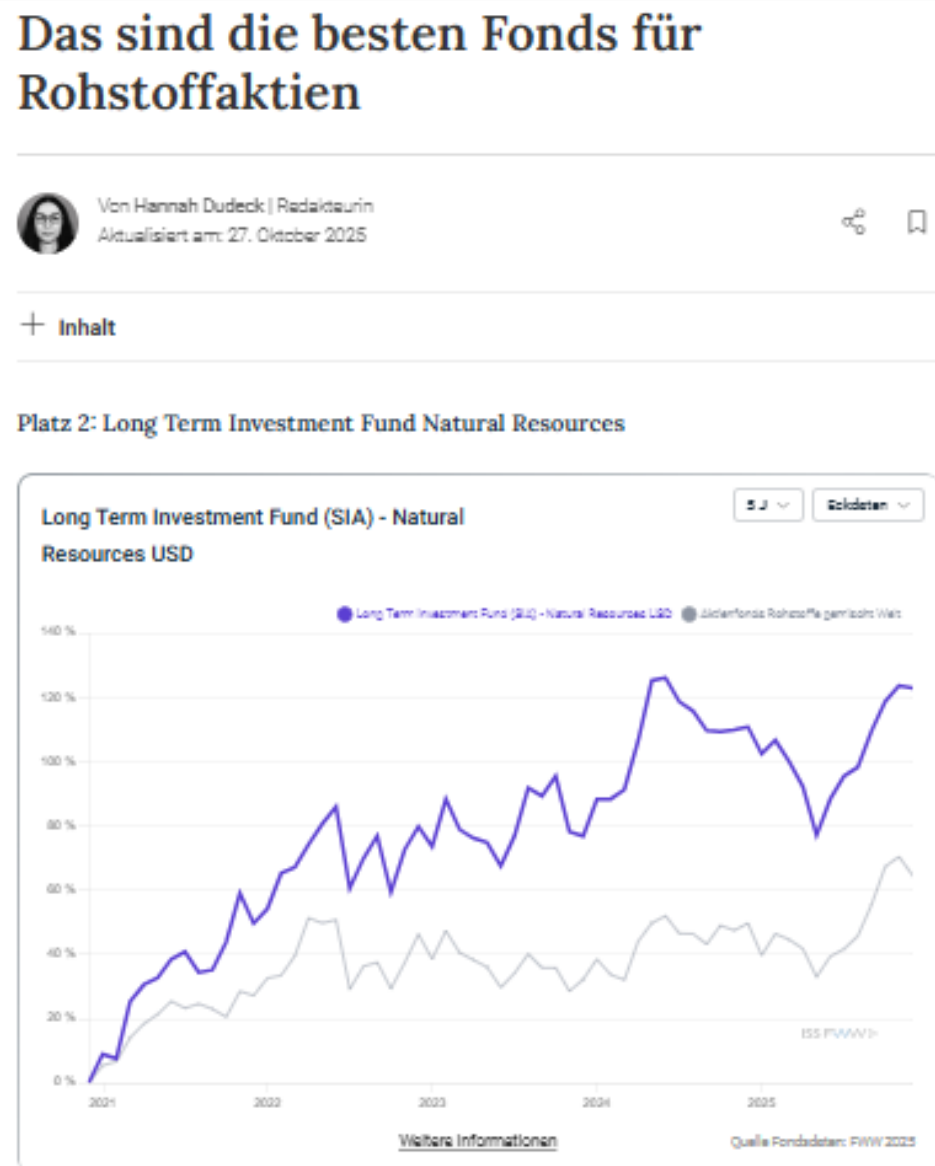 Das sind die besten Fonds für
Rohstoffaktien
Von Hannah Dudeck | Redakteurin
Aktualisiert am: 27. Oktober 2025
Inhalt
Platz 2: Long Term Investment Fund Natural Resources
Long Term Investment Fund (SIA) - Natural
Resources USD
5 J
Eckdaten
Long Term Investment Fund (SIA) - Natural Resources USD
Aktienfonds Rohstoffe gemischt Welt
140 %
120 %
100 %
80 %
60 %
40 %
20 %
0 %
ISS FWW
2021
2022
2023
2024
2025
Weitere Informationen
Quelle Fondsdaten: FWW 2025